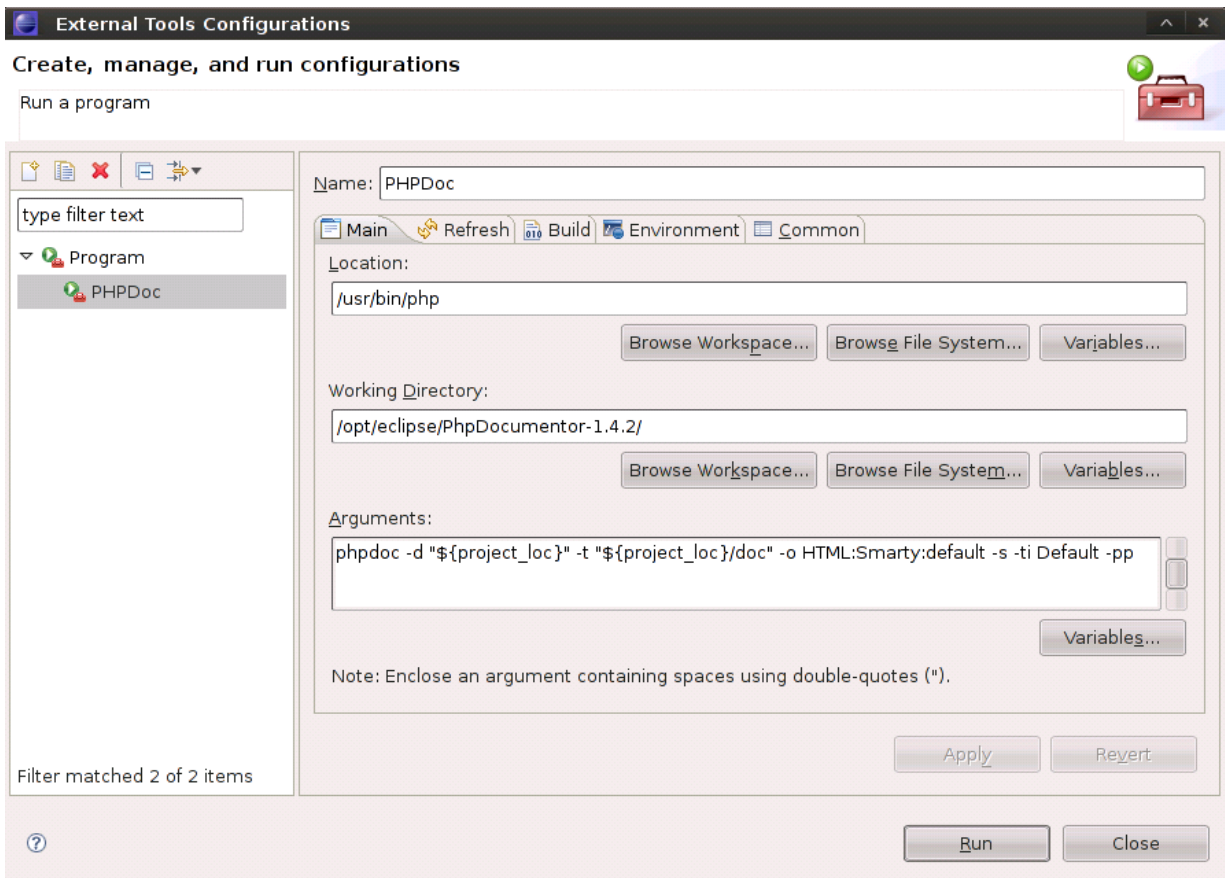 External Tools Configurations
Create, manage, and run configurations
Run a program
type filter text
Program
PHPDoc
Filter matched 2 of 2 items
Name: PHPDoc
Main Refresh Build Environment Common
Location:
/usr/bin/php
Browse Workspace... Browse File System... Variables...
Working Directory:
/opt/eclipse/PhpDocumentor-1.4.2/
Browse Workspace... Browse File System... Variables...
Arguments:
phpdoc -d "${project_loc}" -t "${project_loc}/doc" -o HTML:Smarty:default -s -ti Default -pp
Variables...
Note: Enclose an argument containing spaces using double-quotes (").
Apply Revert
Run Close